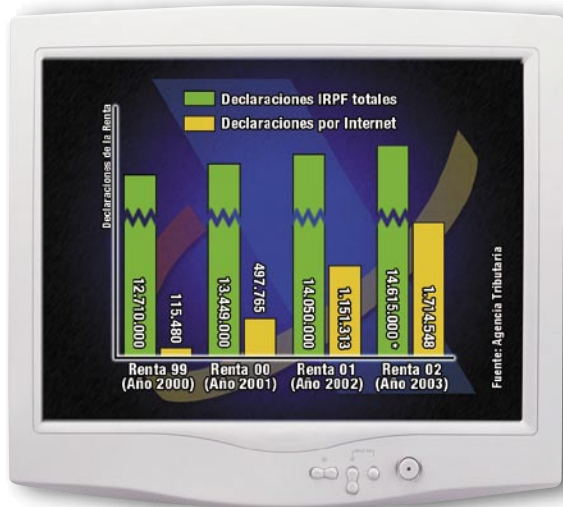 Declaraciones IRPF totales
Declaraciones por Internet
Declaraciones de la Renta
12.710.000
115.480
13.449.000
497.765
14.050.000
1.151.313
14.615.000*
1.714.548
Renta 99
(Año 2000)
Renta 00
(Año 2001)
Renta 01
(Año 2002)
Renta 02
(Año 2003)
Fuente: Agencia Tributaria